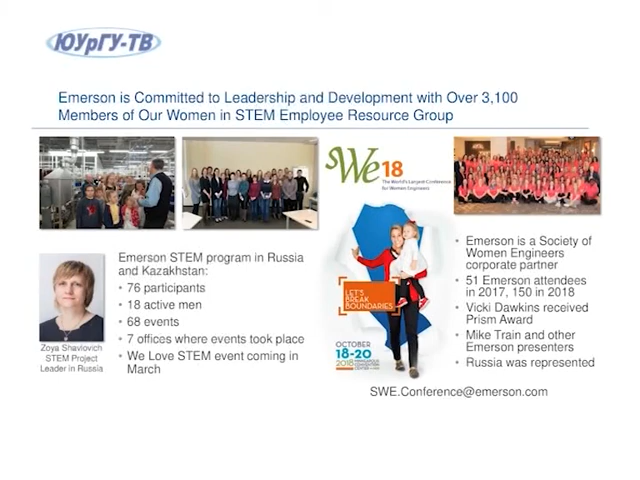 ЮУрГУ-ТВ
Emerson is Committed to Leadership and Development with Over 3,100
Members of Our Women in STEM Employee Resource Group
We18
The World's Largest Conference
for Women Engineers
Emerson STEM program in Russia
and Kazakhstan:
• 76 participants
• 18 active men
• 68 events
• 7 offices where events took place
• We Love STEM event coming in
March
Zoya Shavlovich
STEM Project
Leader in Russia
LET'S
BREAK
BOUNDARIES
OCTOBER
18-20
2018 MINNEAPOLIS
CONVENTION
CENTER
• Emerson is a Society of
Women Engineers
corporate partner
• 51 Emerson attendees
in 2017, 150 in 2018
• Vicki Dawkins received
Prism Award
• Mike Train and other
Emerson presenters
• Russia was represented
SWE.Conference@emerson.com